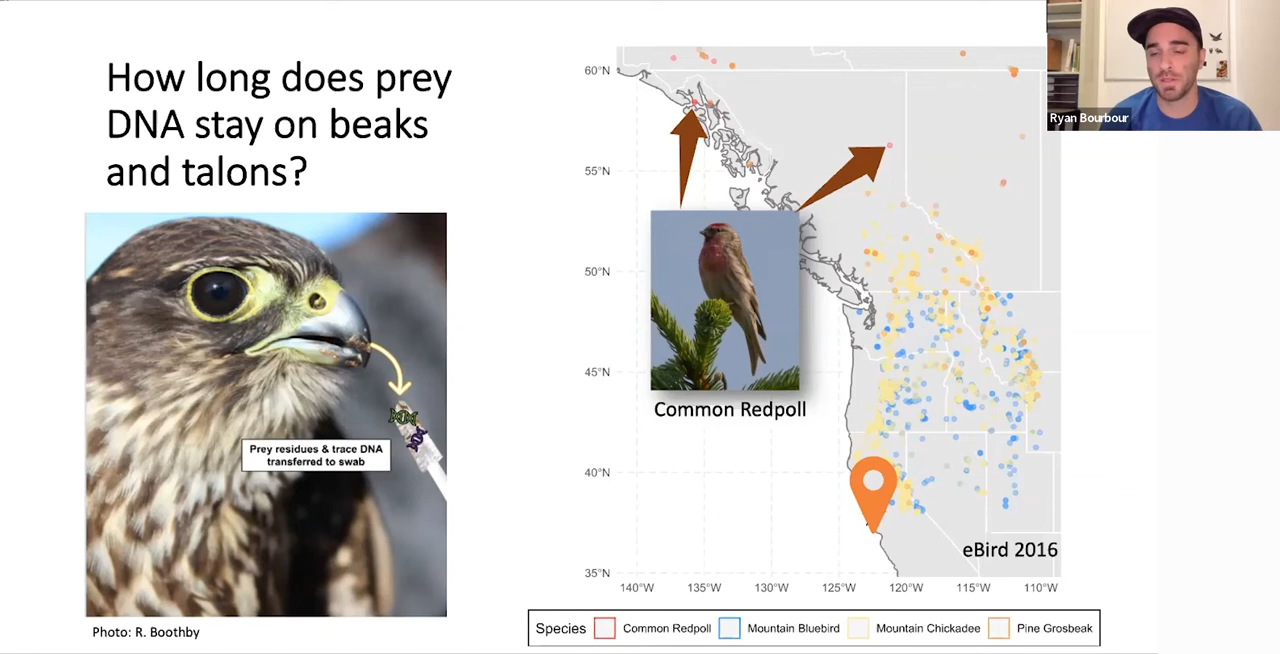 How long does prey
DNA stay on beaks
and talons?
Prey residues & trace DNA
transferred to swab
Photo: R. Boothby
60°N
55°N
50°N
45°N
40°N
35°N
140°W
135°W
130°W
125°W
120°W
115°W
110°W
Common Redpoll
eBird 2016
Species
Common Redpoll
Mountain Bluebird
Mountain Chickadee
Pine Grosbeak
Ryan Bourbour